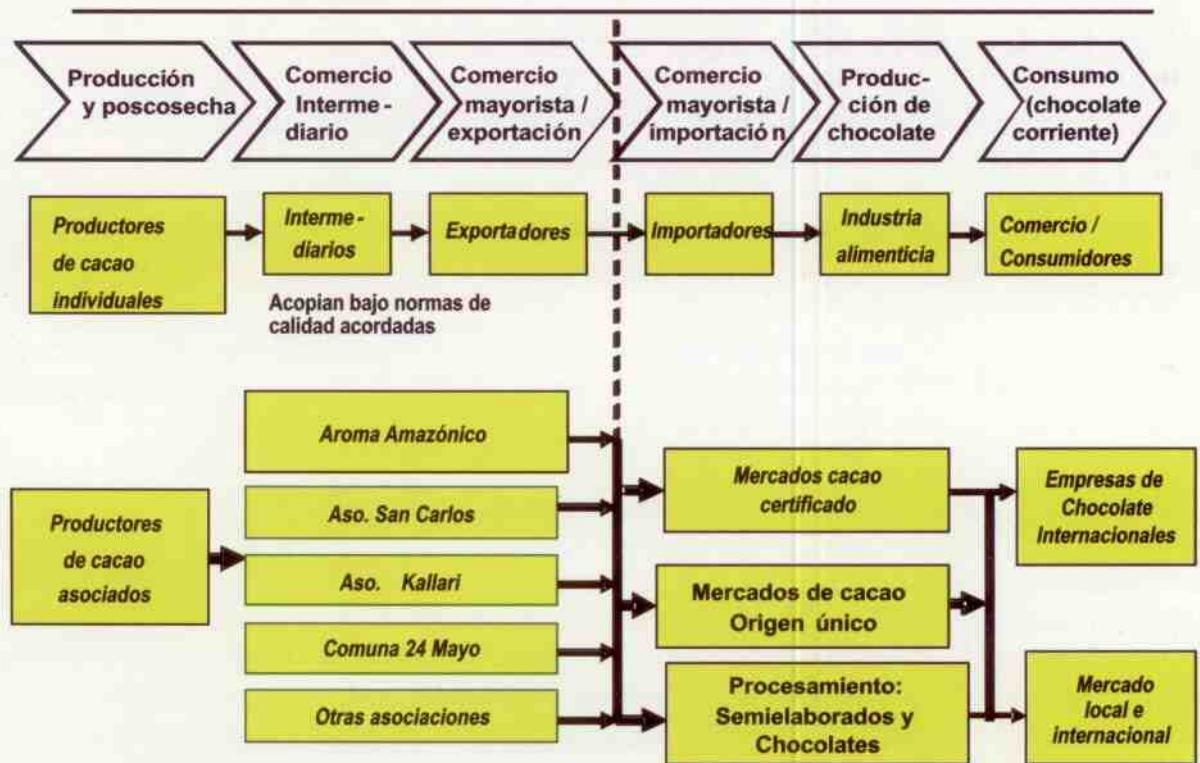 Producción
y poscosecha
Comercio
Interme-
diario
Comercio
mayorista /
exportación
Comercio
mayorista /
importación
Produc-
ción de
chocolate
Consumo
(chocolate
corriente)
Productores
de cacao
individuales
Interme-
diarios
Exportadores
Importadores
Industria
alimenticia
Comercio /
Consumidores
Acopian bajo normas de
calidad acordadas
Productores
de cacao
asociados
Aroma Amazónico
Aso. San Carlos
Aso. Kallari
Comuna 24 Mayo
Otras asociaciones
Mercados cacao
certificado
Mercados de cacao
Origen único
Procesamiento:
Semielaborados y
Chocolates
Empresas de
Chocolate
Internacionales
Mercado
local e
internacional